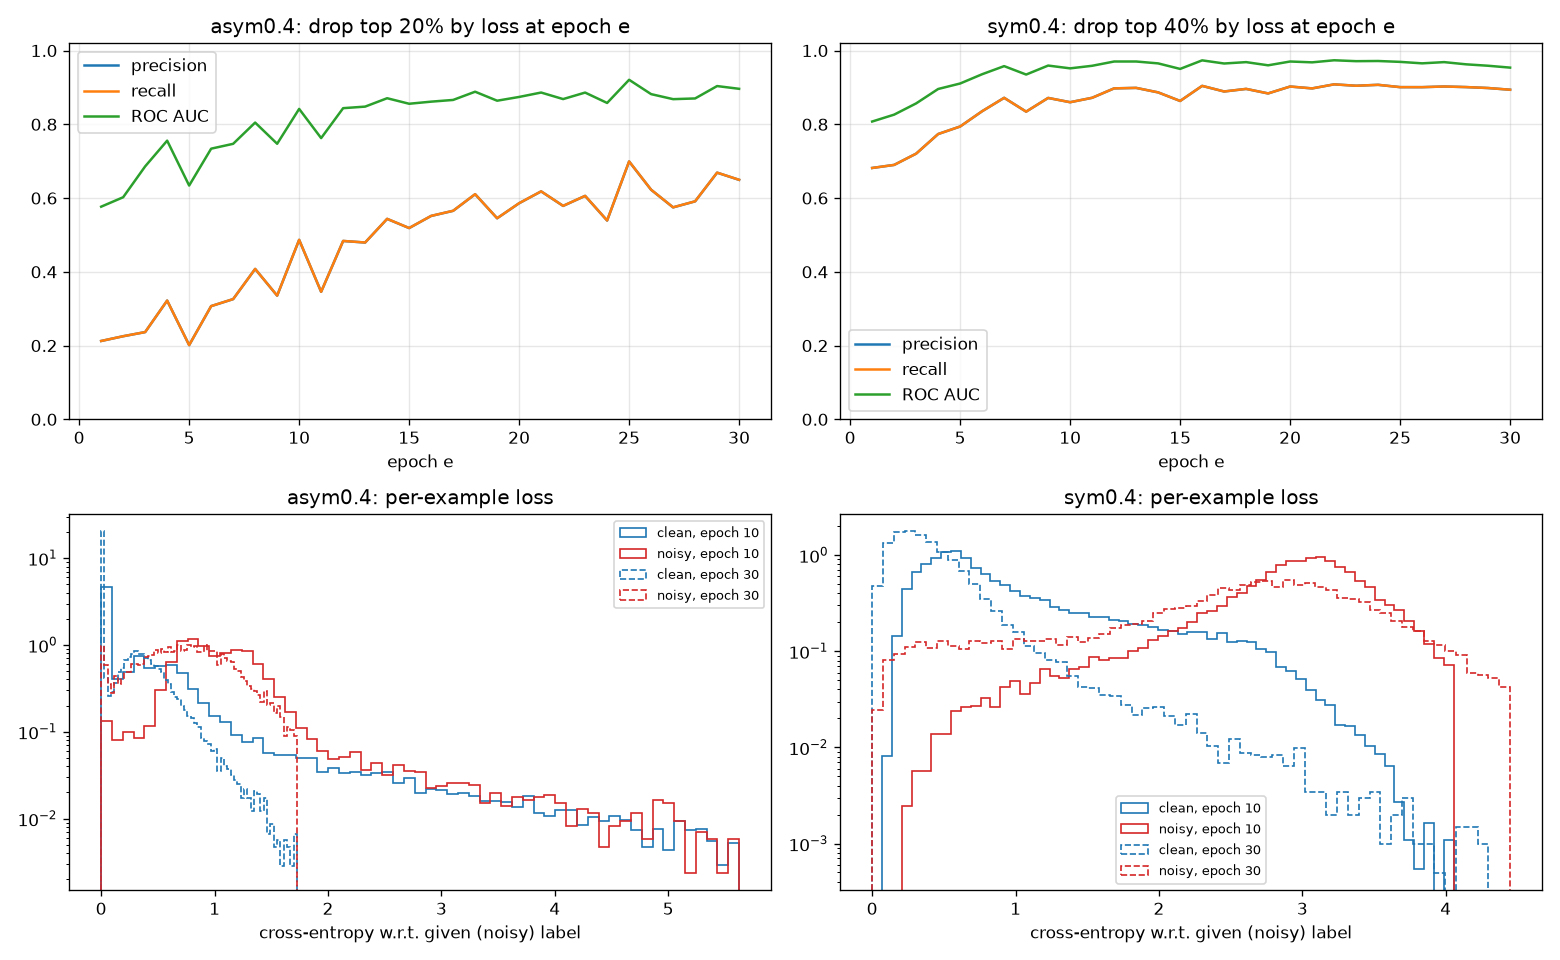 asym0.4: drop top 20% by loss at epoch e
1.0
0.8
0.6
0.4
0.2
0.0
precision
recall
ROC AUC
0 5 10 15 20 25 30
epoch e
sym0.4: drop top 40% by loss at epoch e
1.0
0.8
0.6
0.4
0.2
0.0
precision
recall
ROC AUC
0 5 10 15 20 25 30
epoch e
asym0.4: per-example loss
10¹
10⁰
10⁻¹
10⁻²
clean, epoch 10
noisy, epoch 10
clean, epoch 30
noisy, epoch 30
0 1 2 3 4 5
cross-entropy w.r.t. given (noisy) label
sym0.4: per-example loss
10⁰
10⁻¹
10⁻²
10⁻³
clean, epoch 10
noisy, epoch 10
clean, epoch 30
noisy, epoch 30
0 1 2 3 4
cross-entropy w.r.t. given (noisy) label